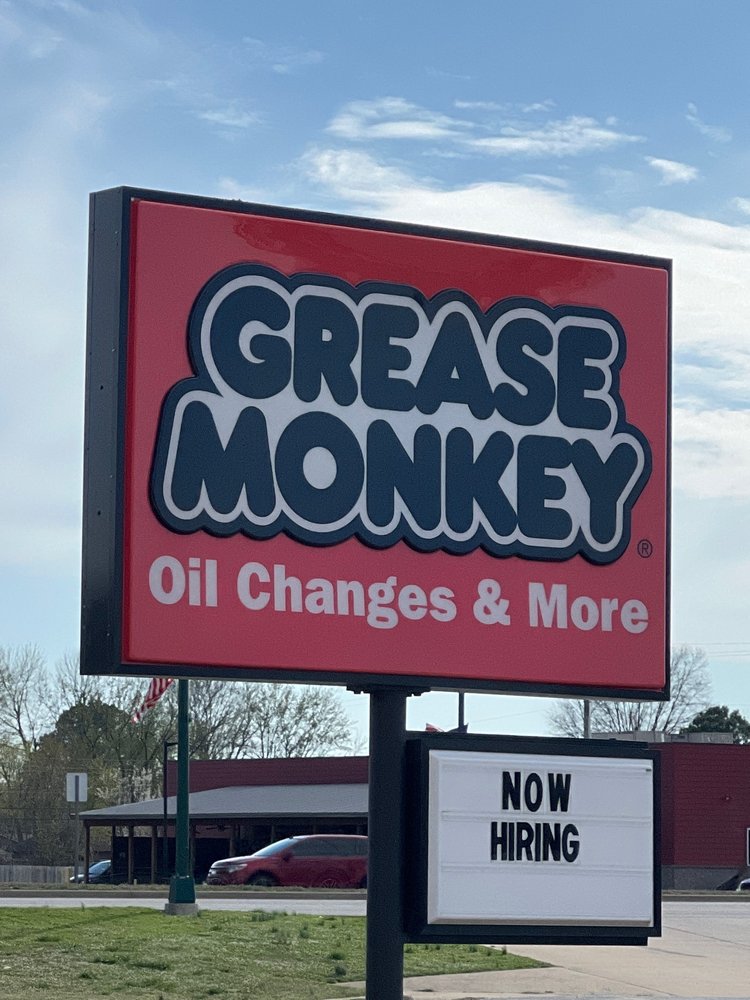 GREASE
MONKEY
®
Oil Changes & More
NOW
HIRING